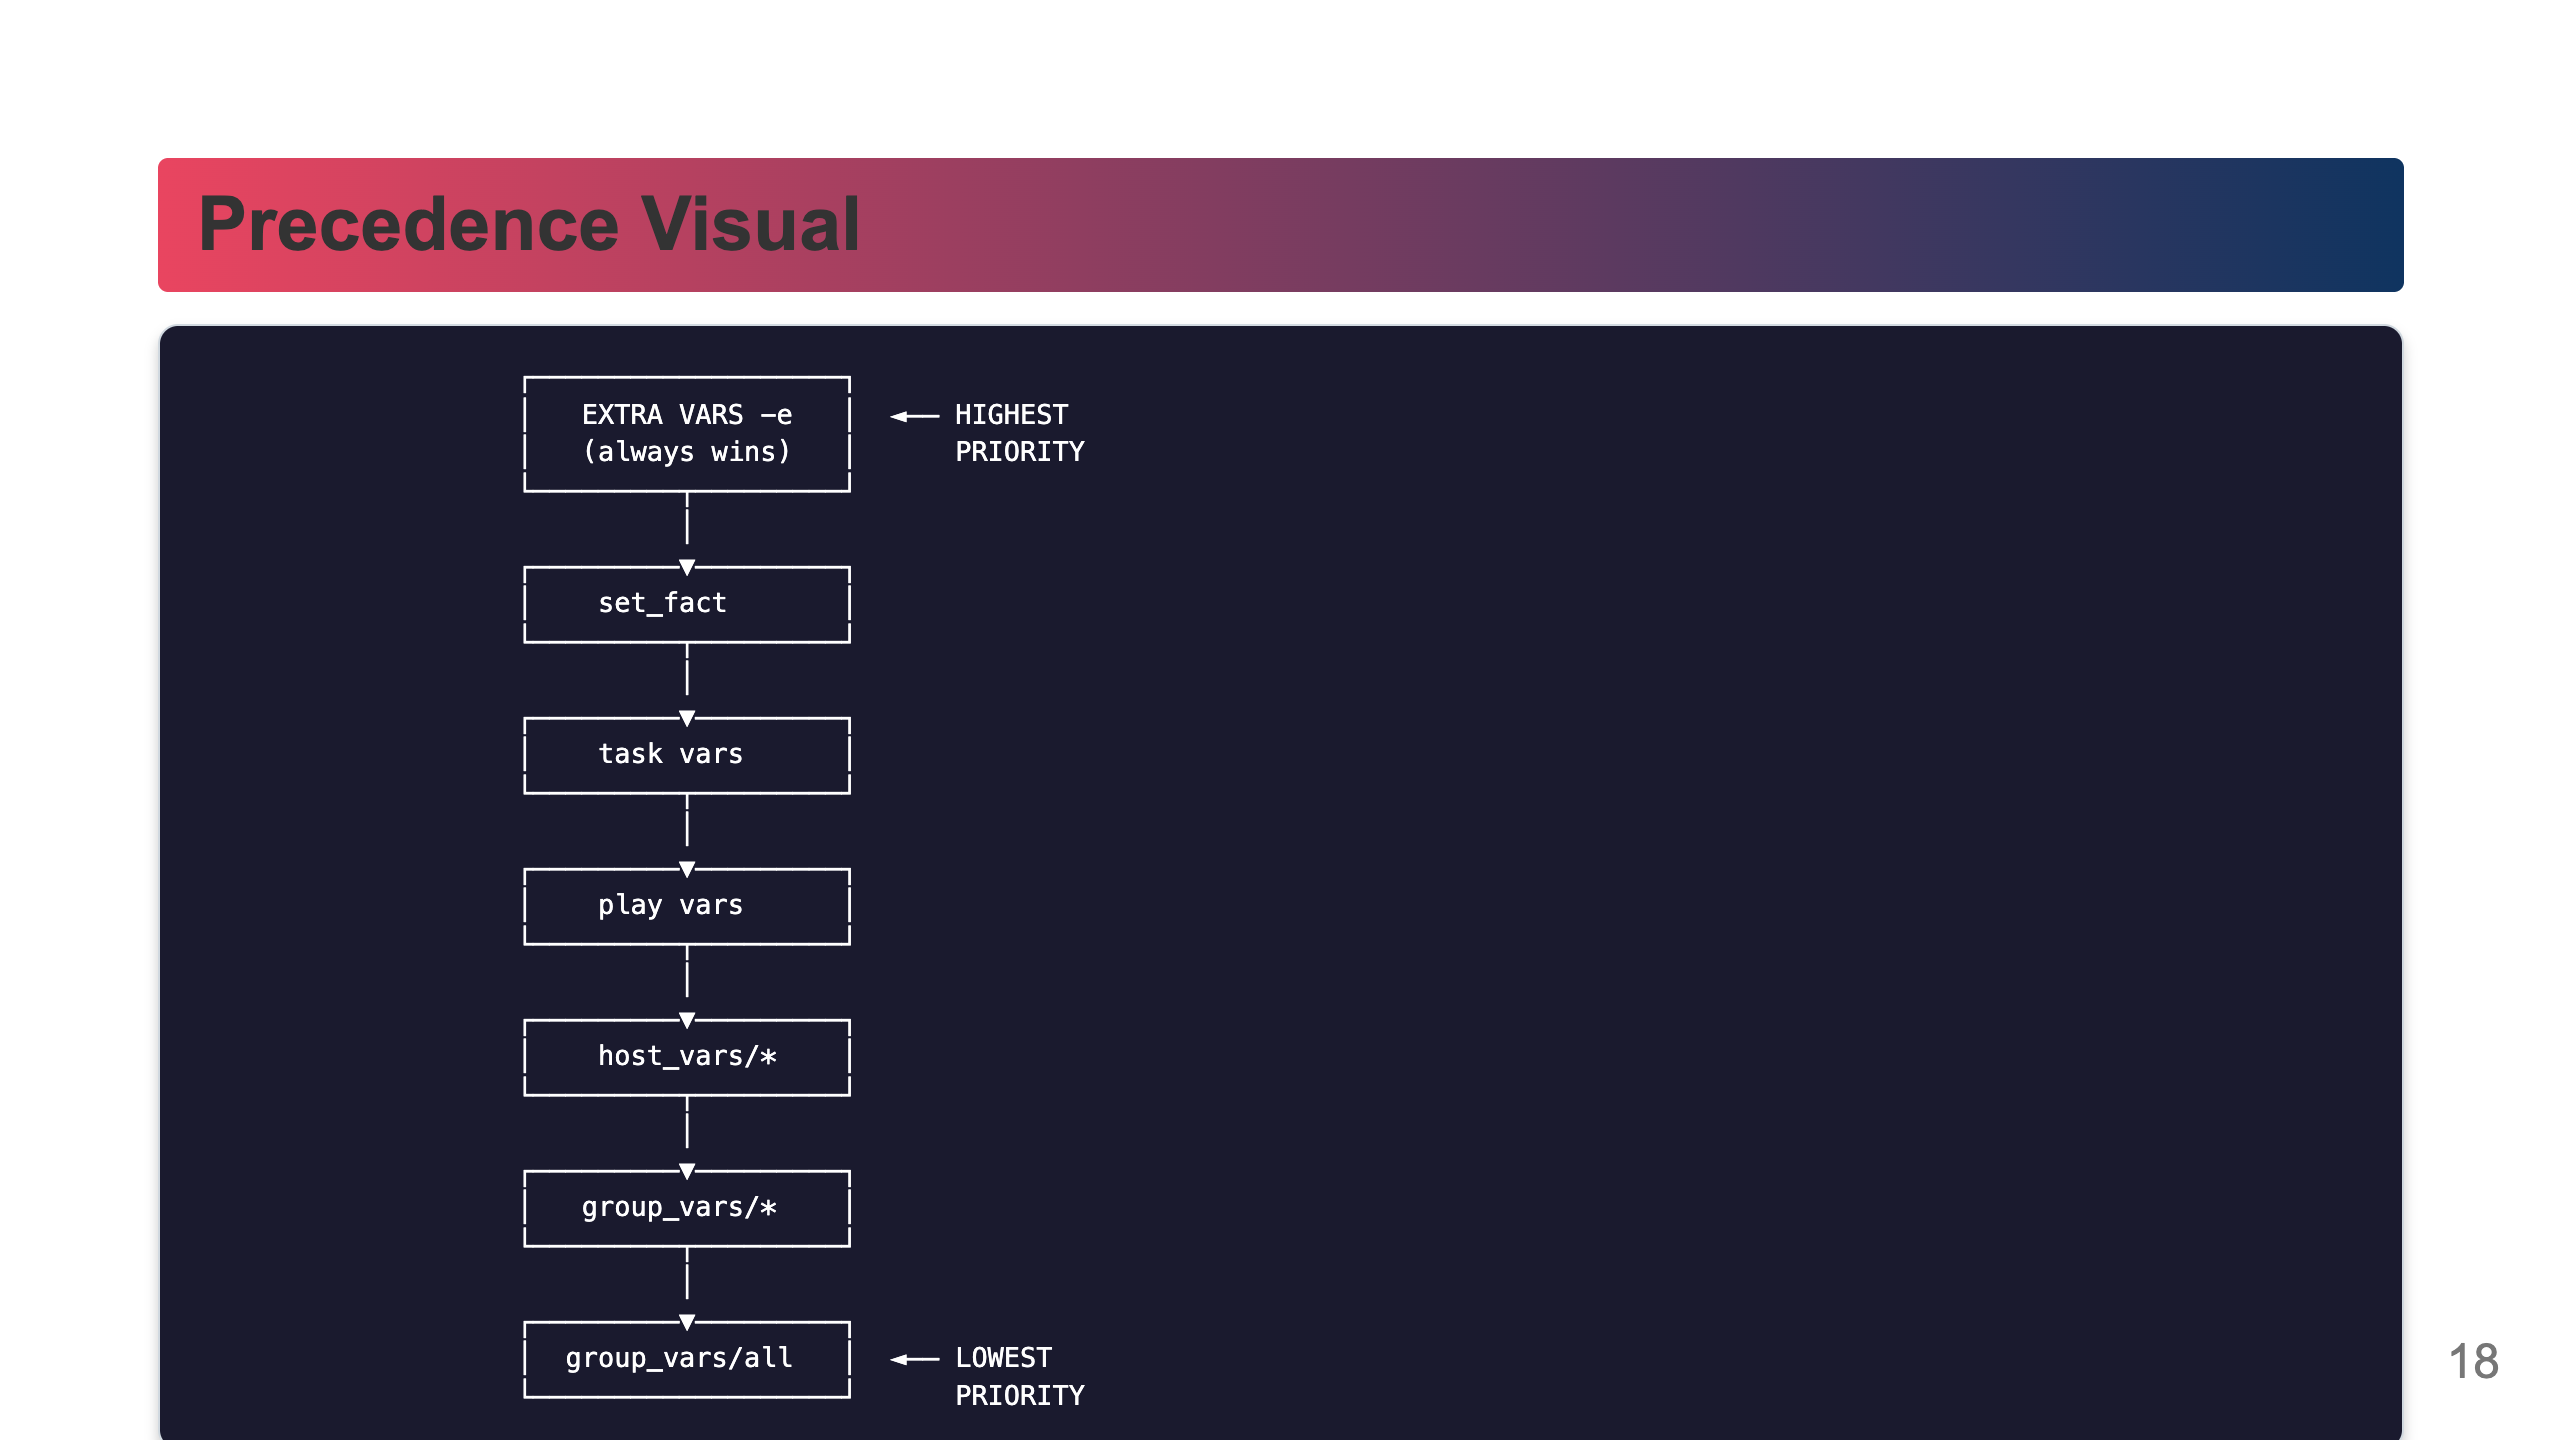 Precedence Visual
EXTRA VARS -e ◄── HIGHEST
(always wins) PRIORITY
set_fact
task vars
play vars
host_vars/*
group_vars/*
group_vars/all ◄── LOWEST
PRIORITY
18